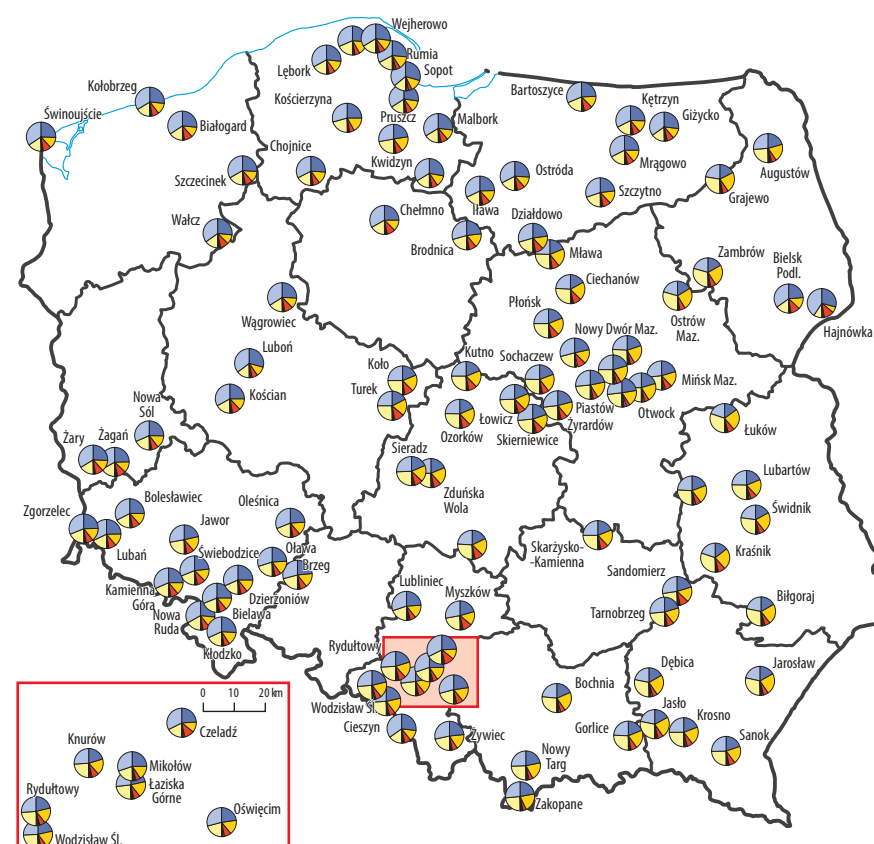 Wejherowo
Rumia
Lębork
Sopot
Kołobrzeg
Bartoszyce
Kętrzyn
Kościerzyna
Giżycko
Świnoujście
Białogard
Pruszcz
Malbork
Chojnice
Mrągowo
Augustów
Szczecinek
Kwidzyn
Ostróda
Szczytno
Grajewo
Iława
Chełmno
Działdowo
Wałcz
Brodnica
Mława
Zambrów
Bielsk
Podl.
Ciechanów
Płońsk
Ostrów
Maz.
Wągrowiec
Hajnówka
Nowy Dwór Maz.
Luboń
Koło
Kutno
Sochaczew
Mińsk Maz.
Turek
Kościan
Nowa
Sól
Piastów
Otwock
Łowicz
Żyrardów
Ozorków
Skierniewice
Łuków
Żary
Żagań
Sieradz
Lubartów
Zduńska
Wola
Bolesławiec
Oleśnica
Zgorzelec
Świdnik
Jawor
Lubań
Skarżysko-
-Kamienna
Świebodzice
Oława
Kraśnik
Brzeg
Sandomierz
Kamienna
Góra
Lubliniec
Myszków
Dzierżoniów
Biłgoraj
Nowa
Ruda
Bielawa
Tarnobrzeg
Kłodzko
Rydułtowy
Dębica
Jarosław
0 10 20 km
Wodzisław Śl.
Bochnia
Jasło
Cieszyn
Żywiec
Gorlice
Krosno
Sanok
Czeladź
Knurów
Nowy
Targ
Mikołów
Łaziska
Górne
Rydułtowy
Zakopane
Oświęcim
Wodzisław Śl.